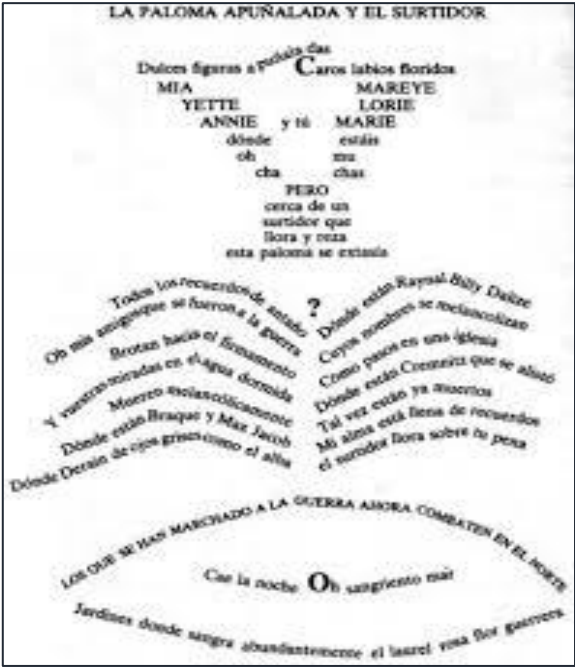 LA PALOMA APUÑALADA Y EL SURTIDOR
Dulces figuras apuñaladas Caros labios floridos
MIA MAREYE
YETTE LORIE
ANNIE y tú MARIE
dónde estáis
oh mu
cha chas
PERO
cerca de un
surtidor que
llora y reza
esta paloma se extasía
?
Todos los recuerdos de antaño
Oh mis amigos que se fueron a la guerra
Brotan hacia el firmamento
Y vuestras miradas en el agua dormida
Mueren melancólicamente
Dónde están Braque y Max Jacob
Dónde Derain de ojos grises como el alba
Dónde están Raynal Billy Dalize
Cuyos nombres se melancolizan
Como pasos en una iglesia
Dónde están Cremnitz que se alistó
Tal vez están ya muertos
Mi alma está llena de recuerdos
el surtidor llora sobre tu pena
LOS QUE SE HAN MARCHADO A LA GUERRA AHORA COMBATEN EN EL NORTE
Cae la noche Oh sangriento mar
Jardines donde sangra abundantemente el laurel rosa flor guerrera